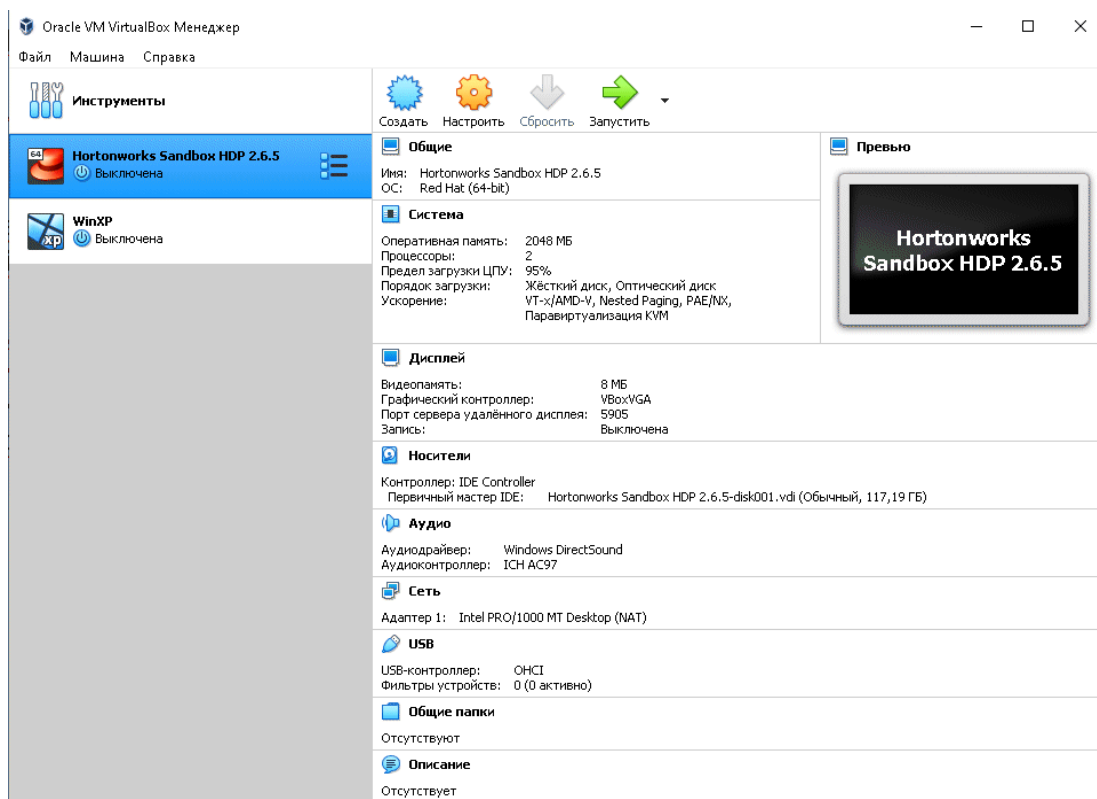 Oracle VM VirtualBox Менеджер
Файл Машина Справка
Инструменты
Создать Настроить Сбросить Запустить
64
Hortonworks Sandbox HDP 2.6.5
Выключена
xp
WinXP
Выключена
Общие
Имя: Hortonworks Sandbox HDP 2.6.5
ОС: Red Hat (64-bit)
Превью
Hortonworks
Sandbox HDP 2.6.5
Система
Оперативная память: 2048 МБ
Процессоры: 2
Предел загрузки ЦПУ: 95%
Порядок загрузки: Жёсткий диск, Оптический диск
Ускорение: VT-x/AMD-V, Nested Paging, PAE/NX,
Паравиртуализация KVM
Дисплей
Видеопамять: 8 МБ
Графический контроллер: VBoxVGA
Порт сервера удалённого дисплея: 5905
Запись: Выключена
Носители
Контроллер: IDE Controller
Первичный мастер IDE: Hortonworks Sandbox HDP 2.6.5-disk001.vdi (Обычный, 117,19 ГБ)
Аудио
Аудиодрайвер: Windows DirectSound
Аудиоконтроллер: ICH AC97
Сеть
Адаптер 1: Intel PRO/1000 MT Desktop (NAT)
USB
USB-контроллер: OHCI
Фильтры устройств: 0 (0 активно)
Общие папки
Отсутствуют
Описание
Отсутствует